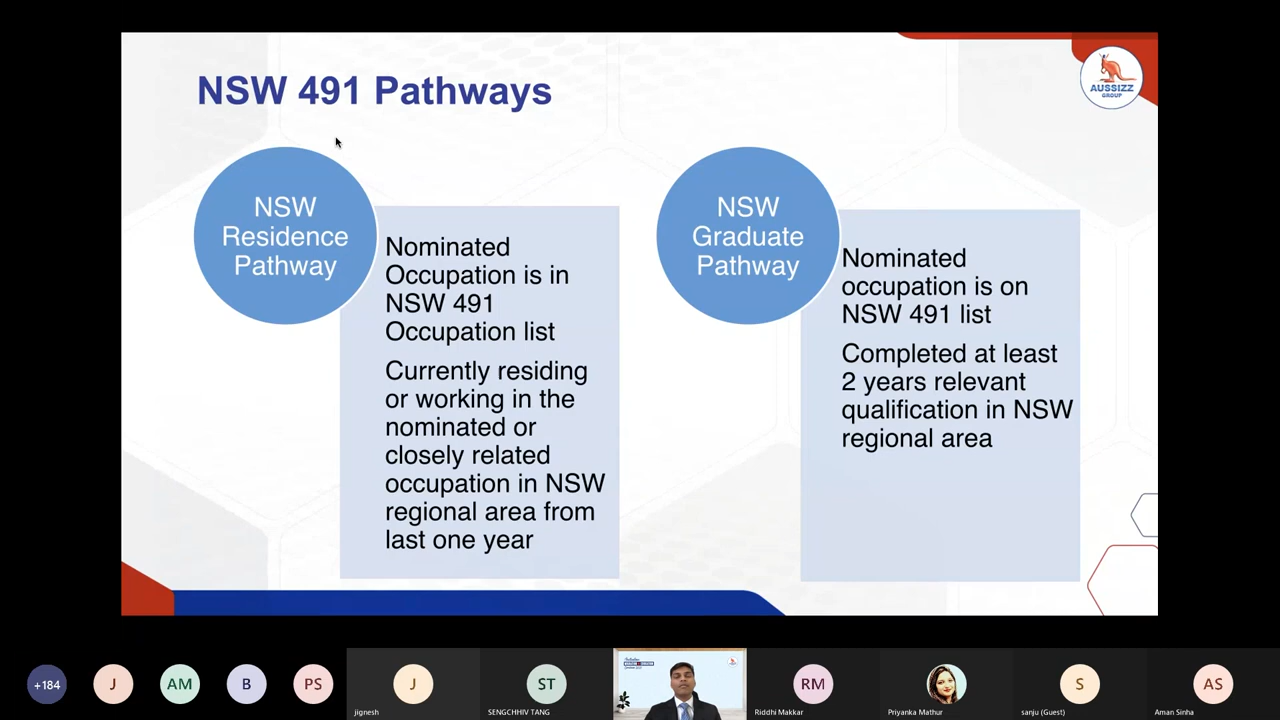 NSW 491 Pathways
AUSSIZZ
GROUP
NSW
Residence
Pathway
Nominated
Occupation is in
NSW 491
Occupation list
Currently residing
or working in the
nominated or
closely related
occupation in NSW
regional area from
last one year
NSW
Graduate
Pathway
Nominated
occupation is on
NSW 491 list
Completed at least
2 years relevant
qualification in NSW
regional area
+184
J
AM
B
PS
J
jignesh
ST
SENGCHHIV TANG
RM
Riddhi Makkar
Priyanka Mathur
S
sanju (Guest)
AS
Aman Sinha